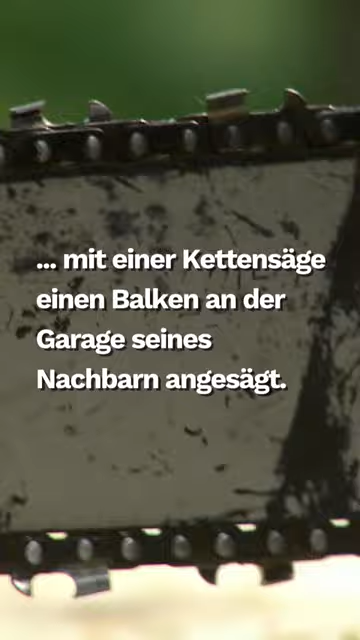 ... mit einer Kettensäge
einen Balken an der
Garage seines
Nachbarn angesägt.